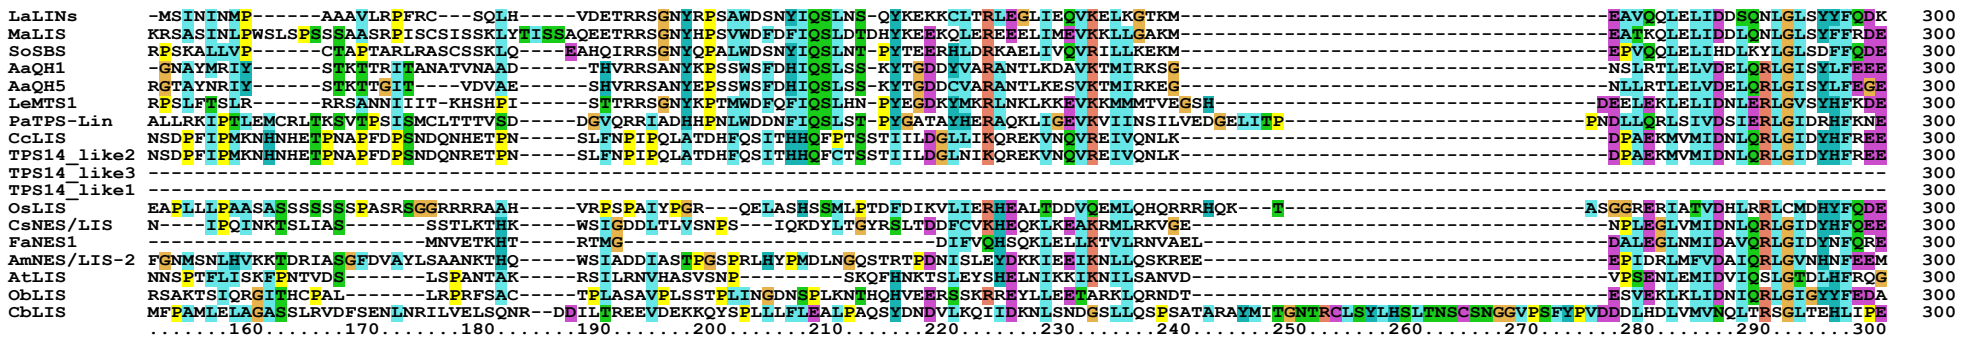 LaLINs -MSININMP------AAAVLRPFRC---SQLH-----VDETRRSGNYRPSAWDSNYIQSLNS-QYKEKKCLTRLEGLIEQVKELKGTKM-------------------------------------EAVQQLELIDDSQNLGLSYYFQDK 300
MaLIS KRSASINLPWSLSPSSSAASRPISCSISSKLYTISSAQEETRRSGNYHPSVWDFDFIQSLDTDHYKEEKQLEREEELIMEVKKLLGAKM-------------------------------------EATKQLELIDDLQNLGLSYFFRDE 300
SoSBS RPSKALLVP------CTAPTARLRASCSSKLQ----EAHQIRRSGNYQPALWDSNYIQSLNT-PYTEERHLDRKAELIVQVRILLKEKM-------------------------------------EPVQQLELIHDLKYLGLSDFFQDE 300
AaQH1 -GNAYMRIY------STKTTRITANATVNAAD------THVRRSANYKPSSWSFDHIQSLSS-KYTGDDYVARANTLKDAVKTMIRKSG-------------------------------------NSLRTLELVDELQRLGISYLFEEE 300
AaQH5 RGTAYNRIY------STKTTGIT----VDVAE------SHVRRSANYEPSSWSFDHIQSLSS-KYTGDDCVARANTLKESVKTMIRKEG-------------------------------------NLLRTLELVDELQRLGISYLFEGE 300
LeMTS1 RPSLFTSLR------RRSANNIIIT-KHSHPI------STTRRSGNYKPTMWDFQFIQSLHN-PYEGDKYMKRLNKLKKEVKKMMMTVEGSH---------------------------------DEELEKLELIDNLERLGVSYHFKDE 300
PaTPS-Lin ALLRKIPTLEMCRLTKSVTPSISMCLTTTVSD------DGVQRRIADHHPNLWDDNFIQSLST-PYGATAYHERAQKLIGEVKVIINSILVEDGELITP--------------------------PNDLLQRLSIVDSIERLGIDRHFKNE 300
CcLIS NSDPFIPMKNHNHETPNAPFDPSNDQNHETPN------SLFNPIPQLATDHFQSITHHQFPTSSTIILDGLNIKQREKVNQVREIVQNLK-------------------------------------DPAEKMVMIDNLQRLGIDYHFREE 300
TPS14_like2 NSDPFIPMKNHNHETPNAPFDPSNDQNRETPN------SLFNPIPQLATDHFQSITHHQFCTSSTIILDGLNIKQREKVNQVREIVQNLK-------------------------------------DPAEKMVMIDNLQRLGIDYHFREE 300
TPS14_like3 ------------------------------------------------------------------------------------------------------------------------------------------------------ 300
TPS14_like1 ------------------------------------------------------------------------------------------------------------------------------------------------------ 300
OsLIS EAPLLLPAASASSSSSSSPASRSGGRRRRAAH------VRPSPAIYPGR---QELASHSSMLPTDFDIKVLIERHEALTDDVQEMLQHQRRRHQK---T--------------------------ASGGRERIATVDHLRRLCMDHYFQDE 300
CsNES/LIS N----IPQINKTSLIAS-------SSTLKTHK------WSIGDDLTLVSNPS---IQKDYLTGYRSLTDDFCVKHEQKLKEAKRMLRKVGE-----------------------------------NPLEGLVMIDNLQRLGIDYHFQEE 300
FaNES1 ------------------------MNVETKHT------RTMG---------------------------DIFVQHSQKLELLKTVLRNVAEL----------------------------------DALEGLNMIDAVQRLGIDYNFQRE 300
AmNES/LIS-2 FGNMSNLHVKKTDRIASGFDVAYLSAANKTHQ------WSIADDIASTPGSPRLHYPMDLNGQSTRTPDNISLEYDKKIEEIKNLLQSKREE----------------------------------EPIDRLMFVDAIQRLGVNHNFEEM 300
AtLIS NNSPTFLISKFPNTVDS-------LSPANTAK------RSILRNVHASVSNP---------SKQFHNKTSLEYSHELNIKKIKNILSANVD-----------------------------------VPSENLEMIDVIQSLGTDLHFRQG 300
ObLIS RSAKTSIQRGITHCPAL-------LRPRFSAC------TPLASAVPLSSTPLINGDNSPLKNTHQHVEERSSKRREYLLEETARKLQRNDT-----------------------------------ESVEKLKLIDNIQRLGIGYYFEDA 300
CbLIS MFPAMLELAGASSLRVDFSENLNRILVELSQNR--DDILTREEVDEKKQYSPLLLFLEALPAQSYDNDVLKQIIDKNLSNDGSLLQSPSATARAYMITGNTRCLSYLHSLTNSCSNGGVPSFYPVDDDLHDLVMVNQLTRSGLTEHLIPE 300
.......160.......170.......180.......190.......200.......210.......220.......230.......240.......250.......260.......270.......280.......290.......300